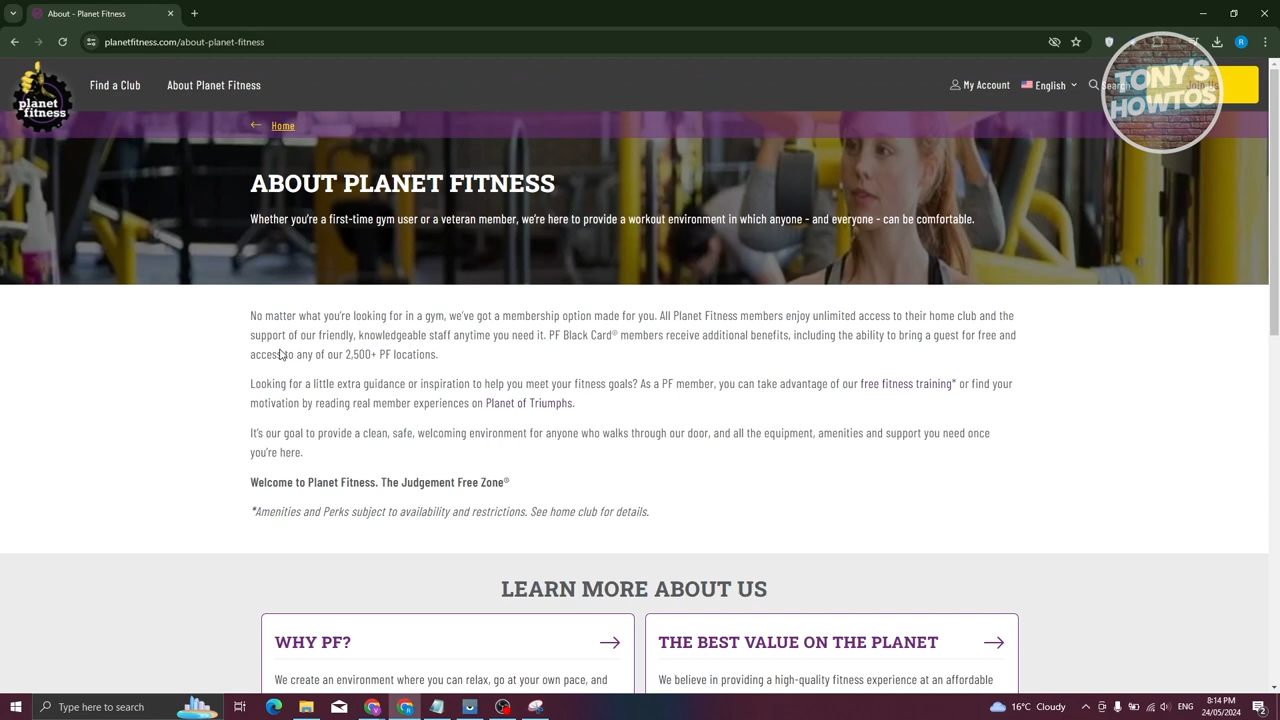 About - Planet Fitness
planetfitness.com/about-planet-fitness
planet fitness
Find a Club
About Planet Fitness
My Account
English
Search
Join Us
TONY'S
HOWTOS
Home
ABOUT PLANET FITNESS
Whether you're a first-time gym user or a veteran member, we're here to provide a workout environment in which anyone - and everyone - can be comfortable.
No matter what you're looking for in a gym, we've got a membership option made for you. All Planet Fitness members enjoy unlimited access to their home club and the
support of our friendly, knowledgeable staff anytime you need it. PF Black Card® members receive additional benefits, including the ability to bring a guest for free and
access to any of our 2,500+ PF locations.
Looking for a little extra guidance or inspiration to help you meet your fitness goals? As a PF member, you can take advantage of our free fitness training* or find your
motivation by reading real member experiences on Planet of Triumphs.
It's our goal to provide a clean, safe, welcoming environment for anyone who walks through our door, and all the equipment, amenities and support you need once
you're here.
Welcome to Planet Fitness. The Judgement Free Zone®
*Amenities and Perks subject to availability and restrictions. See home club for details.
LEARN MORE ABOUT US
WHY PF?
THE BEST VALUE ON THE PLANET
We create an environment where you can relax, go at your own pace, and
We believe in providing a high-quality fitness experience at an affordable
Type here to search
16°C Cloudy
8:14 PM
24/05/2024